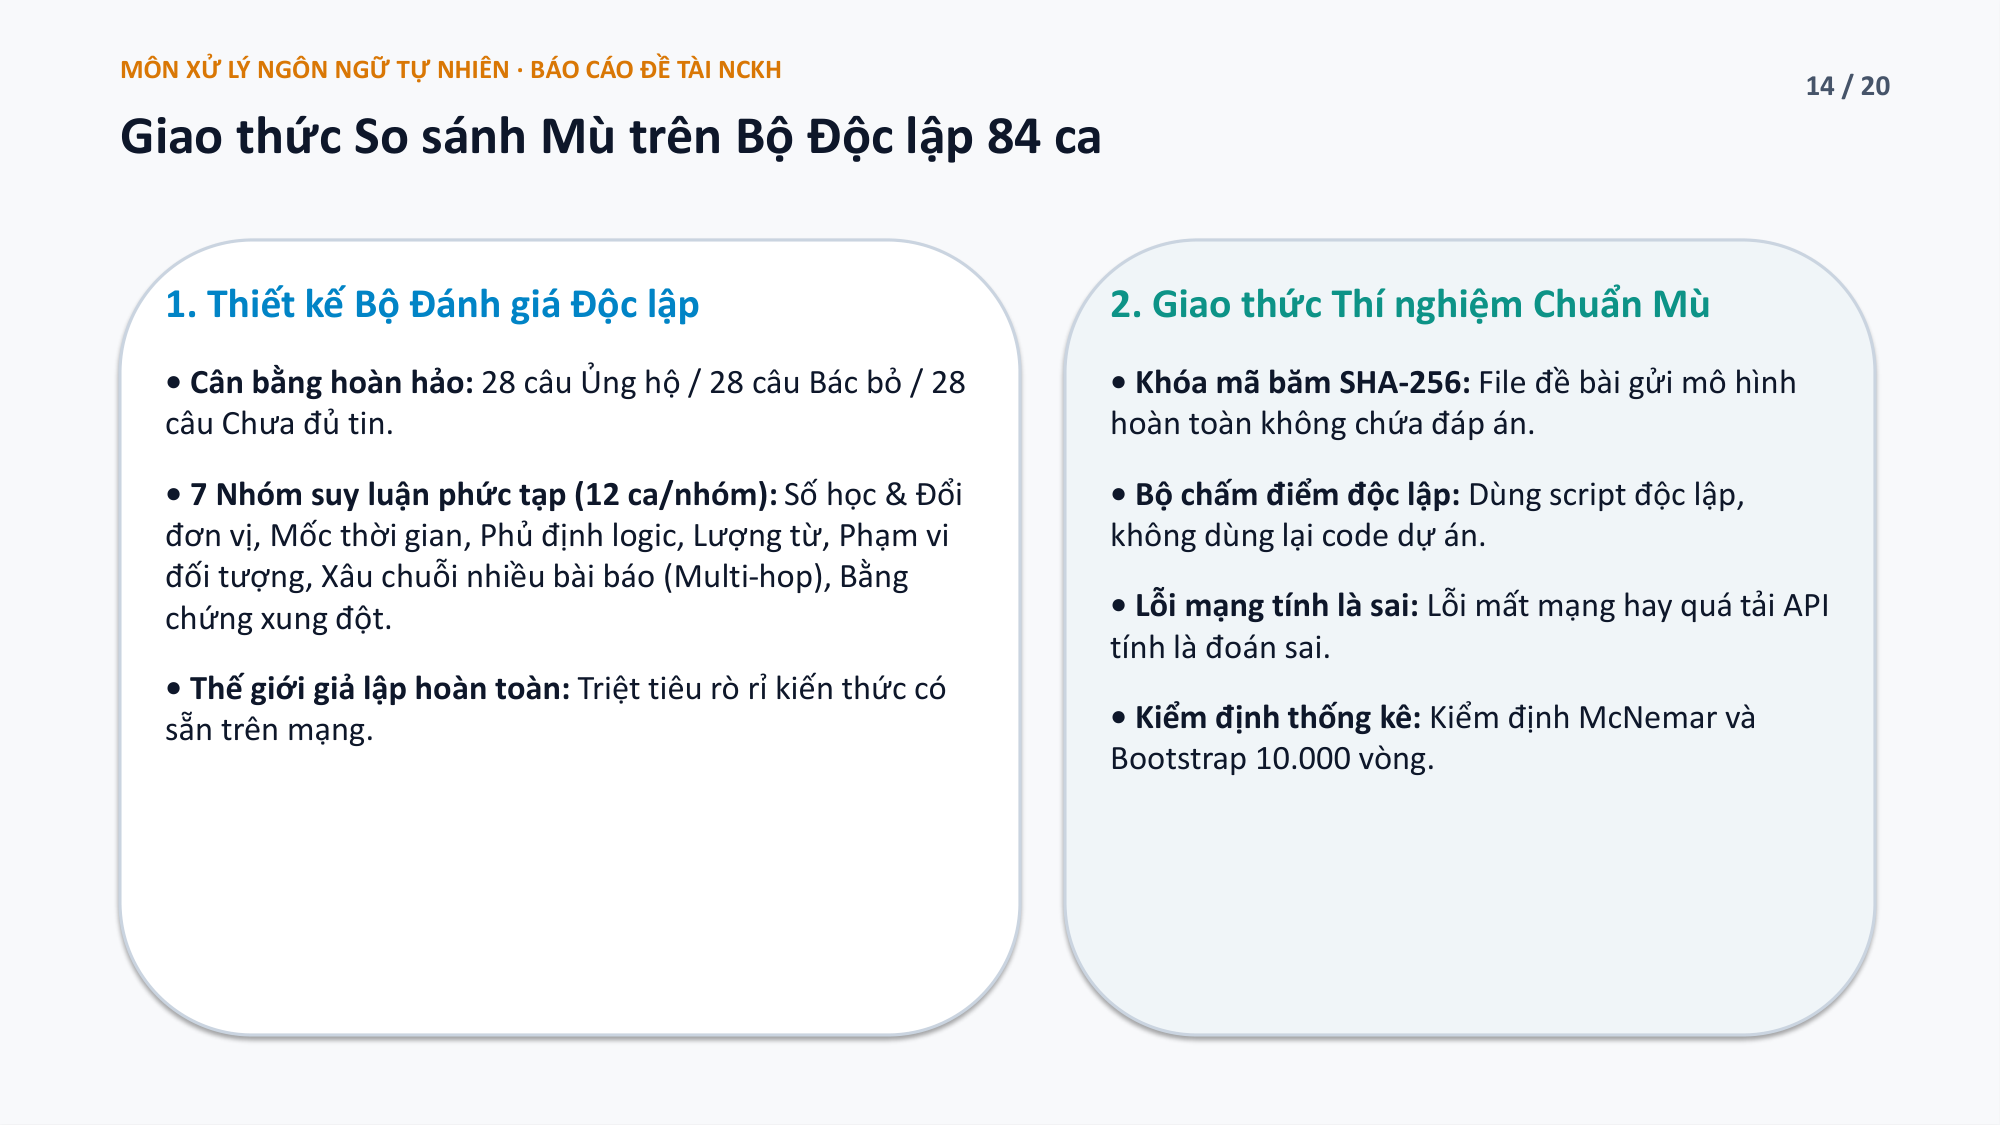 MÔN XỬ LÝ NGÔN NGỮ TỰ NHIÊN · BÁO CÁO ĐỀ TÀI NCKH
14 / 20
Giao thức So sánh Mù trên Bộ Độc lập 84 ca
1. Thiết kế Bộ Đánh giá Độc lập
• Cân bằng hoàn hảo: 28 câu Ủng hộ / 28 câu Bác bỏ / 28
câu Chưa đủ tin.
• 7 Nhóm suy luận phức tạp (12 ca/nhóm): Số học & Đổi
đơn vị, Mốc thời gian, Phủ định logic, Lượng từ, Phạm vi
đối tượng, Xâu chuỗi nhiều bài báo (Multi-hop), Bằng
chứng xung đột.
• Thế giới giả lập hoàn toàn: Triệt tiêu rò rỉ kiến thức có
sẵn trên mạng.
2. Giao thức Thí nghiệm Chuẩn Mù
• Khóa mã băm SHA-256: File đề bài gửi mô hình
hoàn toàn không chứa đáp án.
• Bộ chấm điểm độc lập: Dùng script độc lập,
không dùng lại code dự án.
• Lỗi mạng tính là sai: Lỗi mất mạng hay quá tải API
tính là đoán sai.
• Kiểm định thống kê: Kiểm định McNemar và
Bootstrap 10.000 vòng.